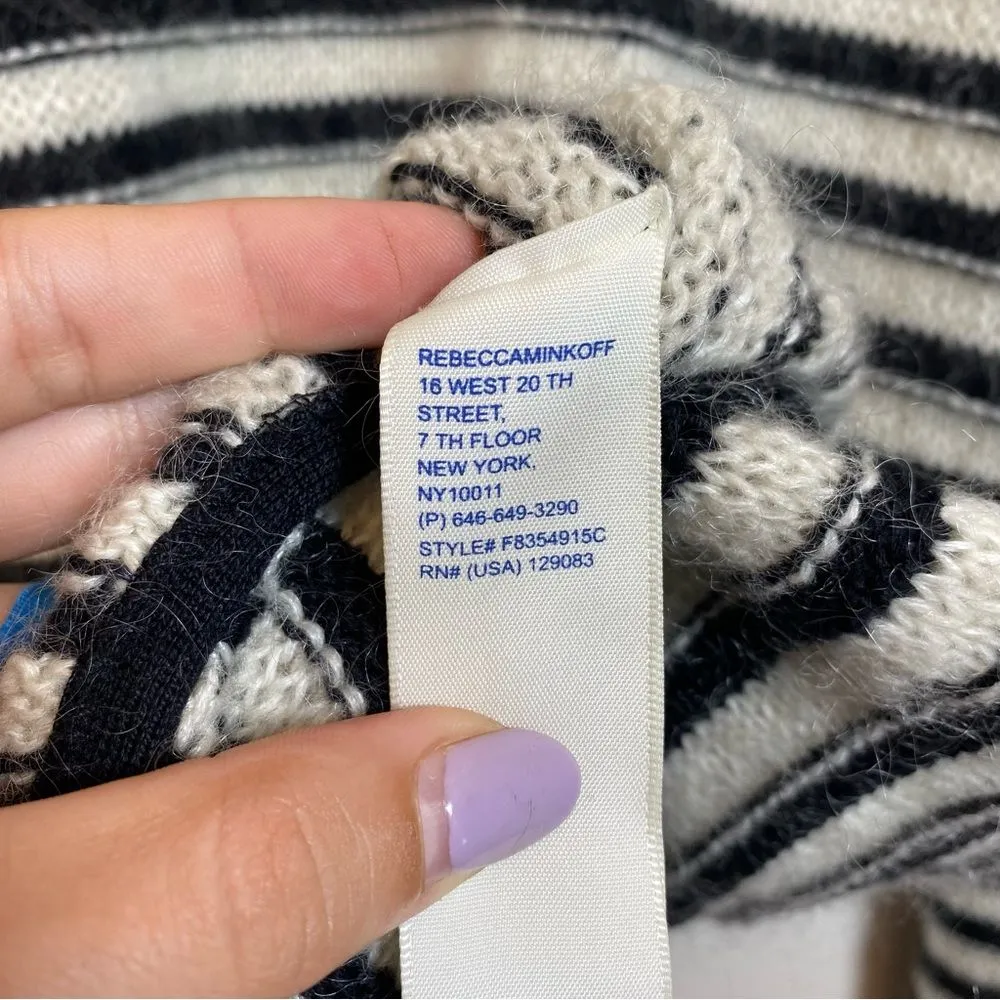 REBECCAMINKOFF
16 WEST 20 TH
STREET,
7 TH FLOOR
NEW YORK,
NY10011
(P) 646-649-3290
STYLE# F8354915C
RN# (USA) 129083